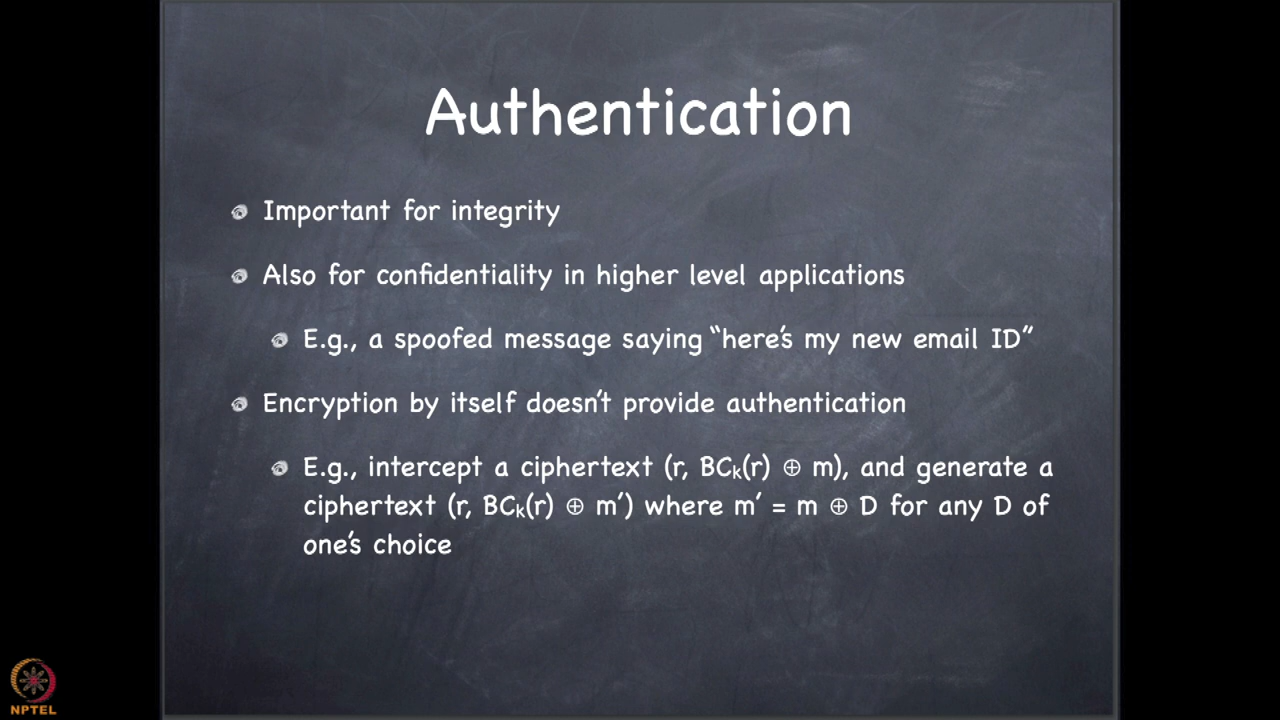 Authentication
Important for integrity
Also for confidentiality in higher level applications
E.g., a spoofed message saying “here’s my new email ID”
Encryption by itself doesn’t provide authentication
E.g., intercept a ciphertext (r, BCₖ(r) ⊕ m), and generate a
ciphertext (r, BCₖ(r) ⊕ m’) where m’ = m ⊕ D for any D of
one’s choice
NPTEL